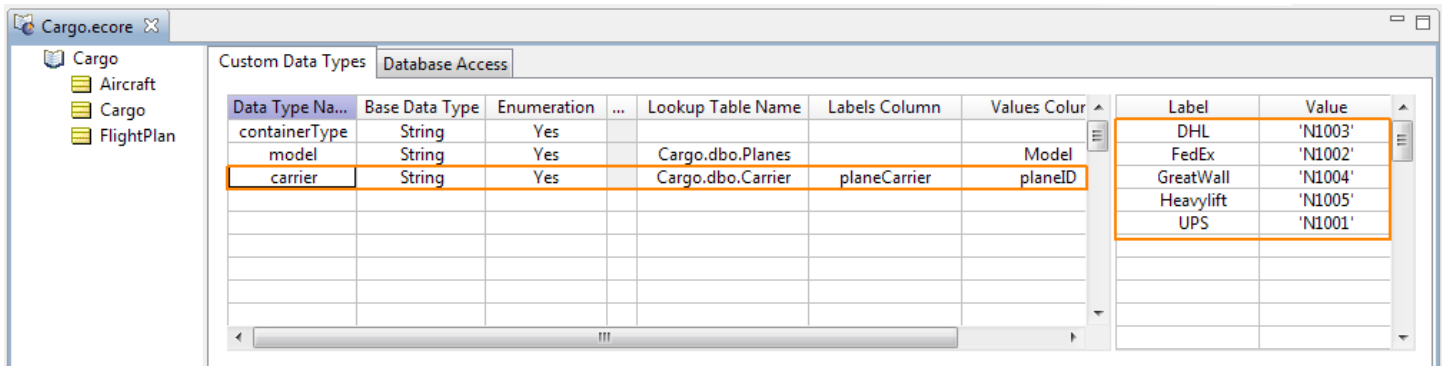 Cargo.ecore
Cargo
Aircraft
Cargo
FlightPlan
Custom Data Types Database Access
Data Type Na... Base Data Type Enumeration ... Lookup Table Name Labels Column Values Colur
containerType String Yes
model String Yes Cargo.dbo.Planes Model
carrier String Yes Cargo.dbo.Carrier planeCarrier planeID
Label Value
DHL 'N1003'
FedEx 'N1002'
GreatWall 'N1004'
Heavylift 'N1005'
UPS 'N1001'